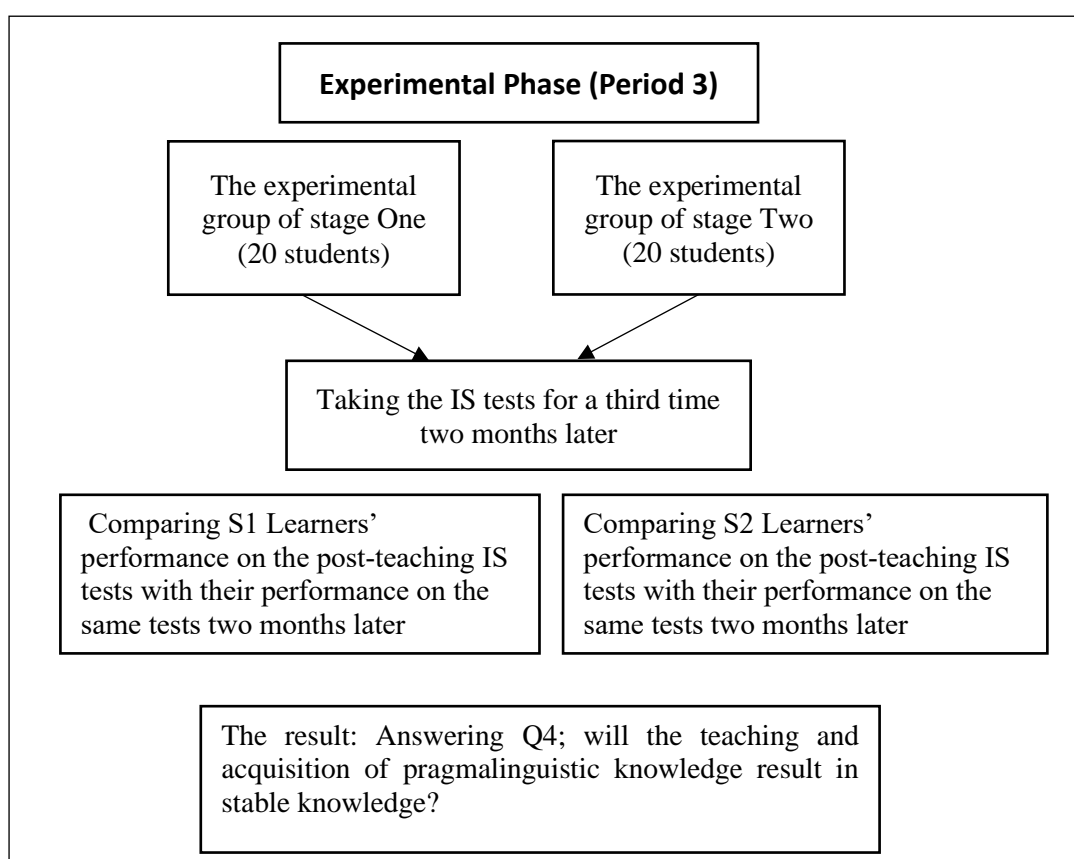 Experimental Phase (Period 3)
The experimental
group of stage One
(20 students)
The experimental
group of stage Two
(20 students)
Taking the IS tests for a third time
two months later
Comparing S1 Learners’
performance on the post-teaching IS
tests with their performance on the
same tests two months later
Comparing S2 Learners’
performance on the post-teaching IS
tests with their performance on the
same tests two months later
The result: Answering Q4; will the teaching and
acquisition of pragmalinguistic knowledge result in
stable knowledge?